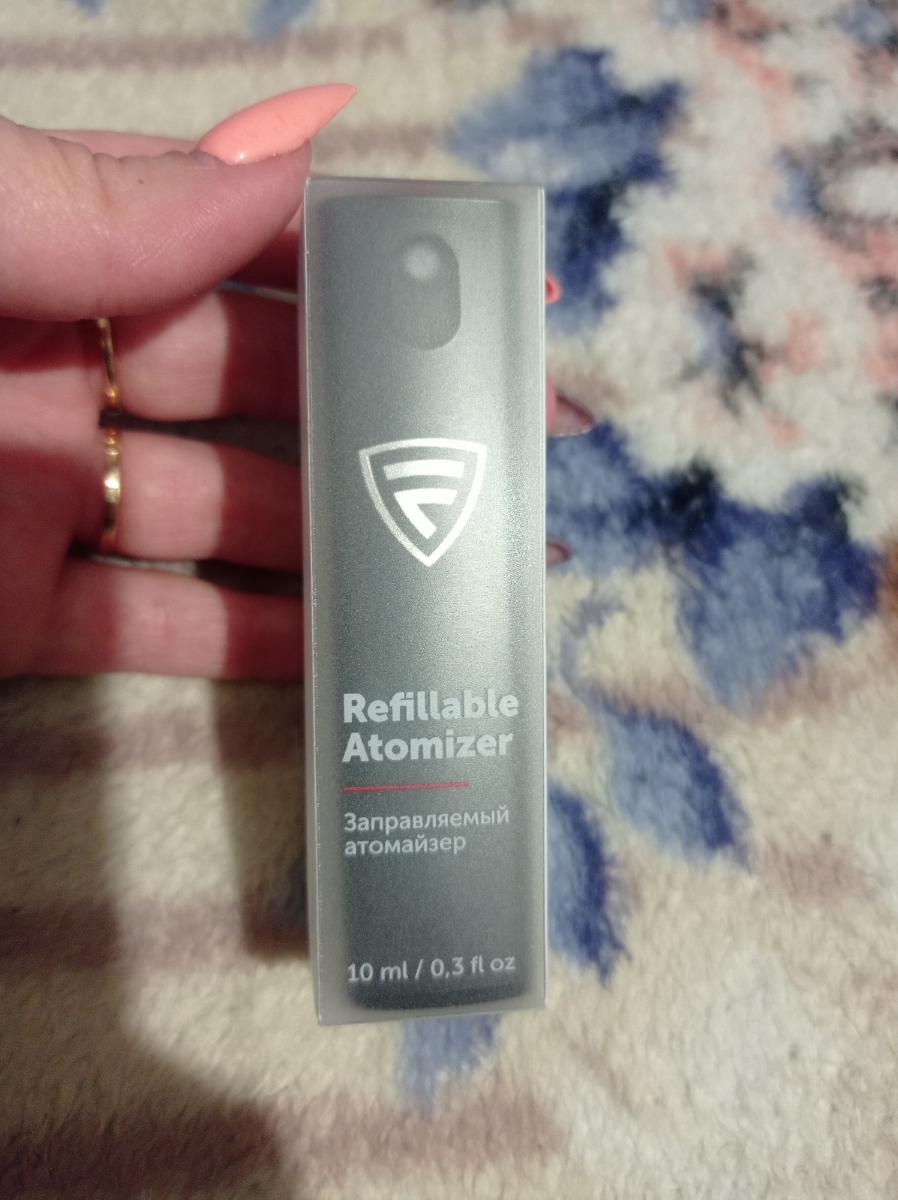 Refillable
Atomizer
Заправляемый
атомайзер
10 ml / 0,3 fl oz